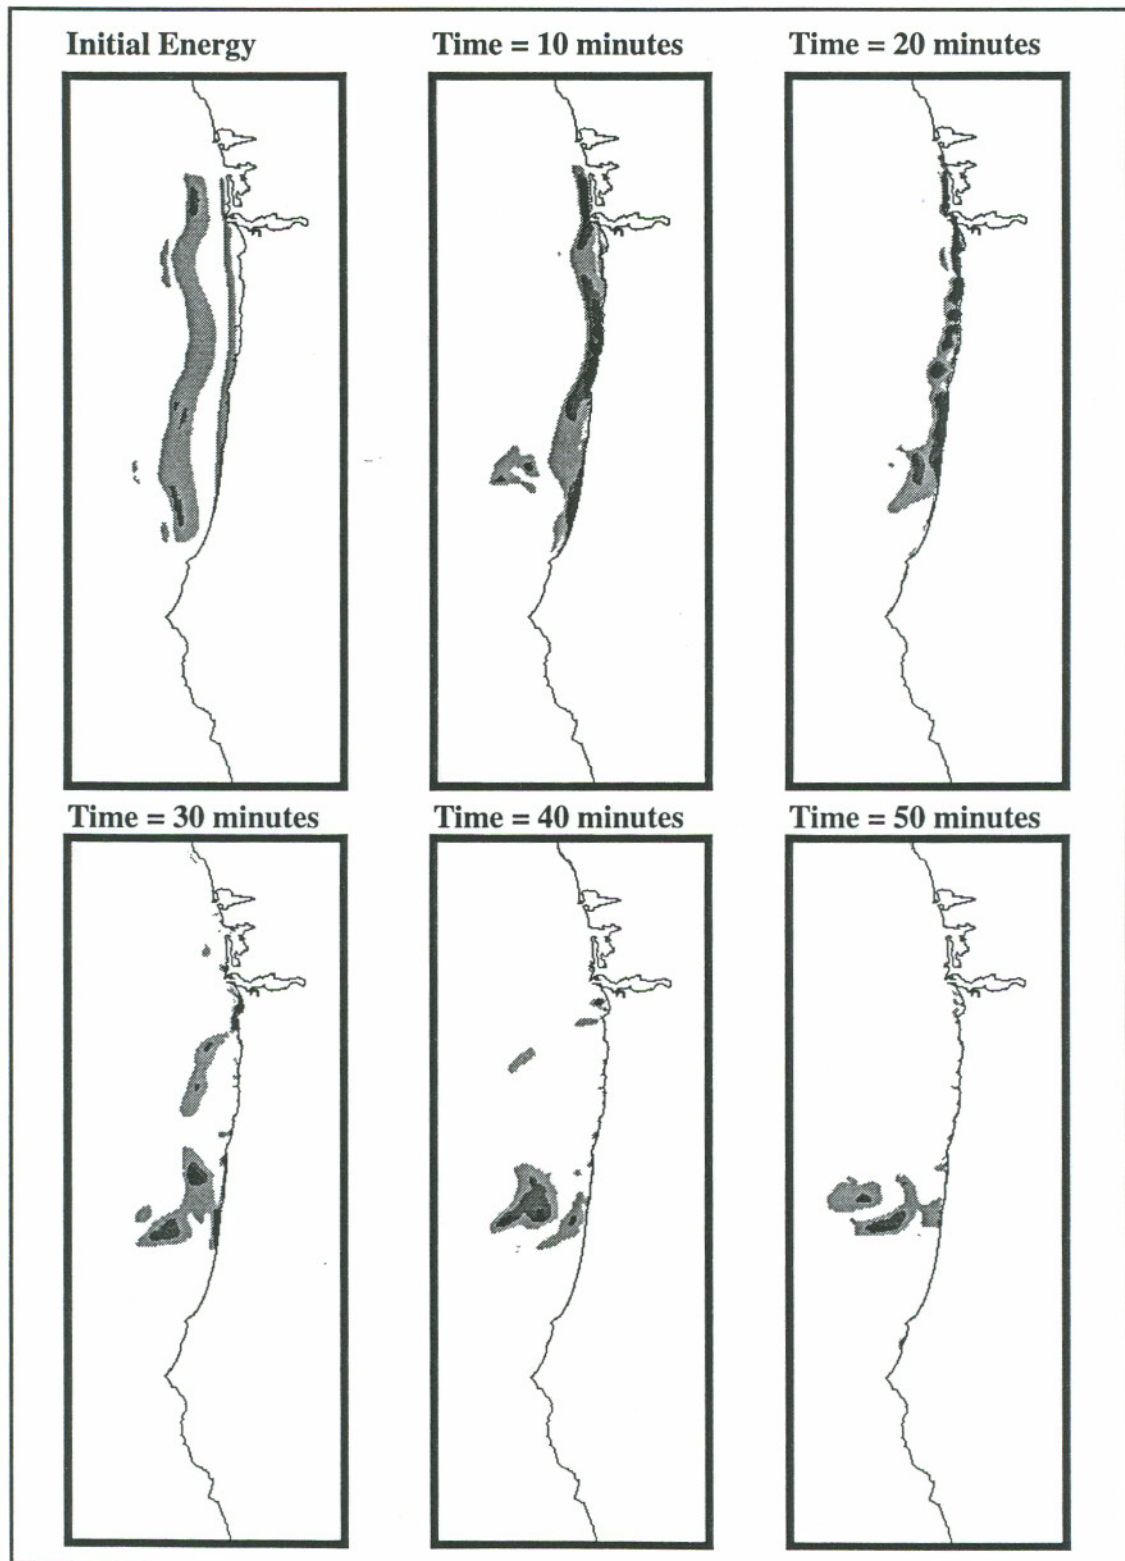 Initial Energy
Time = 10 minutes
Time = 20 minutes
Time = 30 minutes
Time = 40 minutes
Time = 50 minutes